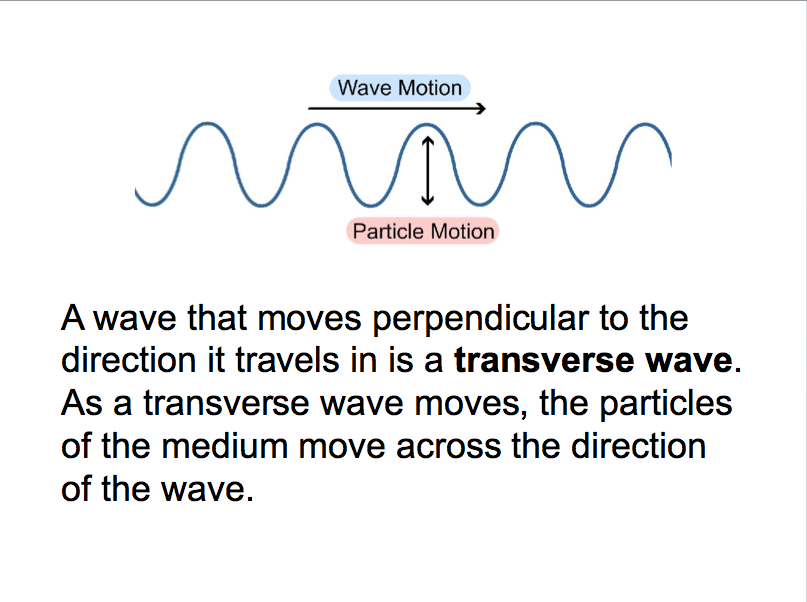 Wave Motion
Particle Motion
A wave that moves perpendicular to the
direction it travels in is a transverse wave.
As a transverse wave moves, the particles
of the medium move across the direction
of the wave.